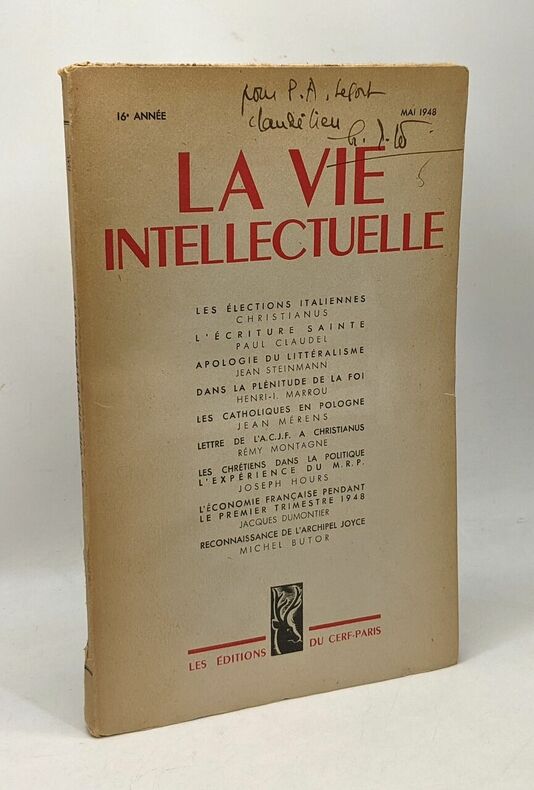 pour P. A.
16e ANNÉE
MAI 1948
LA VIE
INTELLECTUELLE
LES ÉLECTIONS ITALIENNES
CHRISTIANUS
L'ÉCRITURE SAINTE
PAUL CLAUDEL
APOLOGIE DU LITTÉRALISME
JEAN STEINMANN
DANS LA PLÉNITUDE DE LA FOI
HENRI-I. MARROU
LES CATHOLIQUES EN POLOGNE
JEAN MÉRENS
LETTRE DE L'A.C.J.F. A CHRISTIANUS
RÉMY MONTAGNE
LES CHRÉTIENS DANS LA POLITIQUE
L'EXPÉRIENCE DU M.R.P.
JOSEPH HOURS
L'ÉCONOMIE FRANÇAISE PENDANT
LE PREMIER TRIMESTRE 1948
JACQUES DUMONTIER
RECONNAISSANCE DE L'ARCHIPEL JOYCE
MICHEL BUTOR
LES ÉDITIONS DU CERF-PARIS